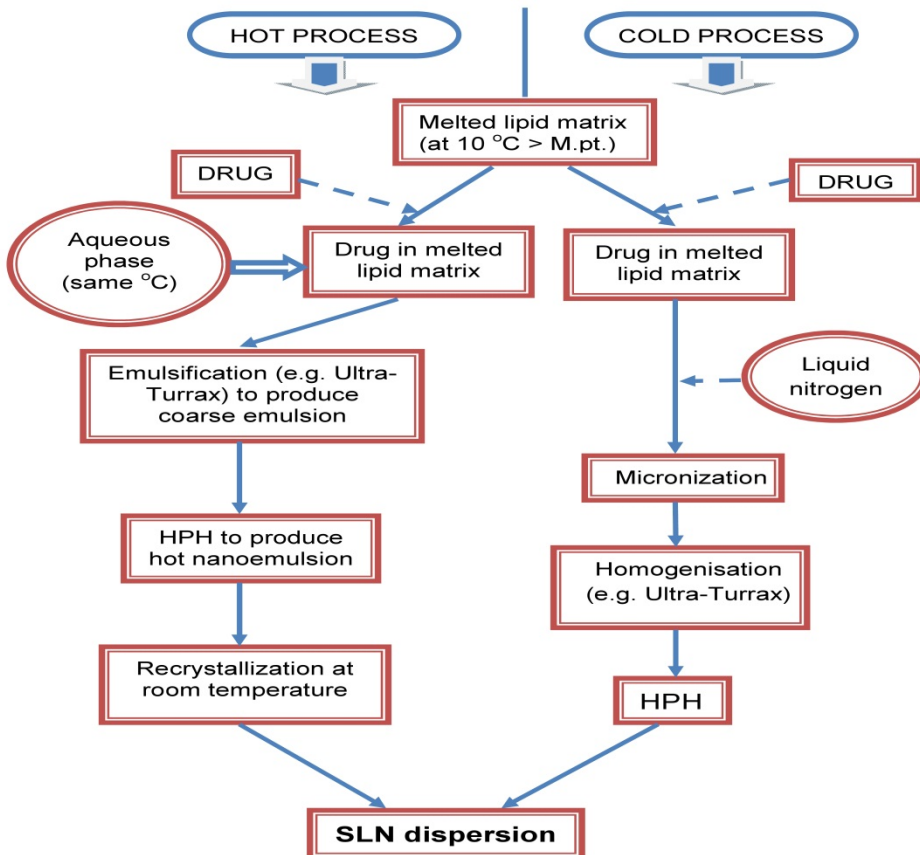 HOT PROCESS
COLD PROCESS
Melted lipid matrix
(at 10 °C > M.pt.)
DRUG
DRUG
Aqueous
phase
(same °C)
Drug in melted
lipid matrix
Drug in melted
lipid matrix
Emulsification (e.g. Ultra-
Turrax) to produce
coarse emulsion
Liquid
nitrogen
Micronization
HPH to produce
hot nanoemulsion
Homogenisation
(e.g. Ultra-Turrax)
Recrystallization at
room temperature
HPH
SLN dispersion